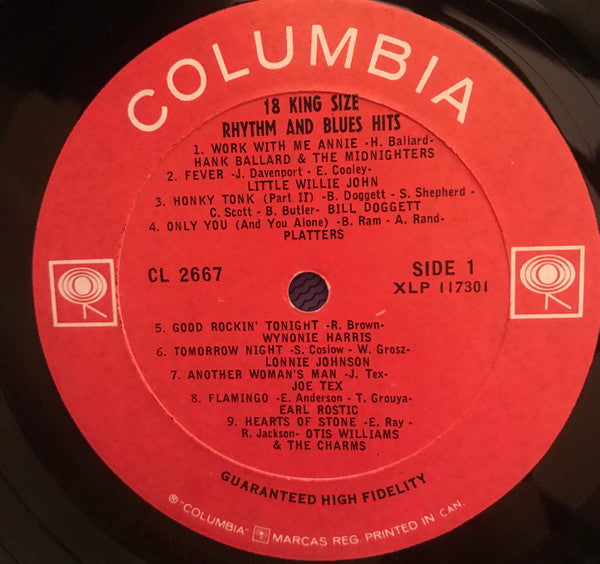 COLUMBIA
18 KING SIZE
RHYTHM AND BLUES HITS
1. WORK WITH ME ANNIE -H. Ballard-
HANK BALLARD & THE MIDNIGHTERS
2. FEVER -J. Davenport - E. Cooley-
LITTLE WILLIE JOHN
3. HONKY TONK (Part II) -B. Doggett - S. Shepherd -
C. Scott - B. Butler- BILL DOGGETT
4. ONLY YOU (And You Alone) -B. Ram - A. Rand-
PLATTERS
CL 2667
SIDE 1
XLP 117301
5. GOOD ROCKIN' TONIGHT -R. Brown-
WYNONIE HARRIS
6. TOMORROW NIGHT -S. Coslow - W. Grosz-
LONNIE JOHNSON
7. ANOTHER WOMAN'S MAN -J. Tex-
JOE TEX
8. FLAMINGO -E. Anderson - T. Grouya-
EARL ROSTIC
9. HEARTS OF STONE -E. Ray -
R. Jackson- OTIS WILLIAMS
& THE CHARMS
GUARANTEED HIGH FIDELITY
® "COLUMBIA" MARCAS REG. PRINTED IN CAN.